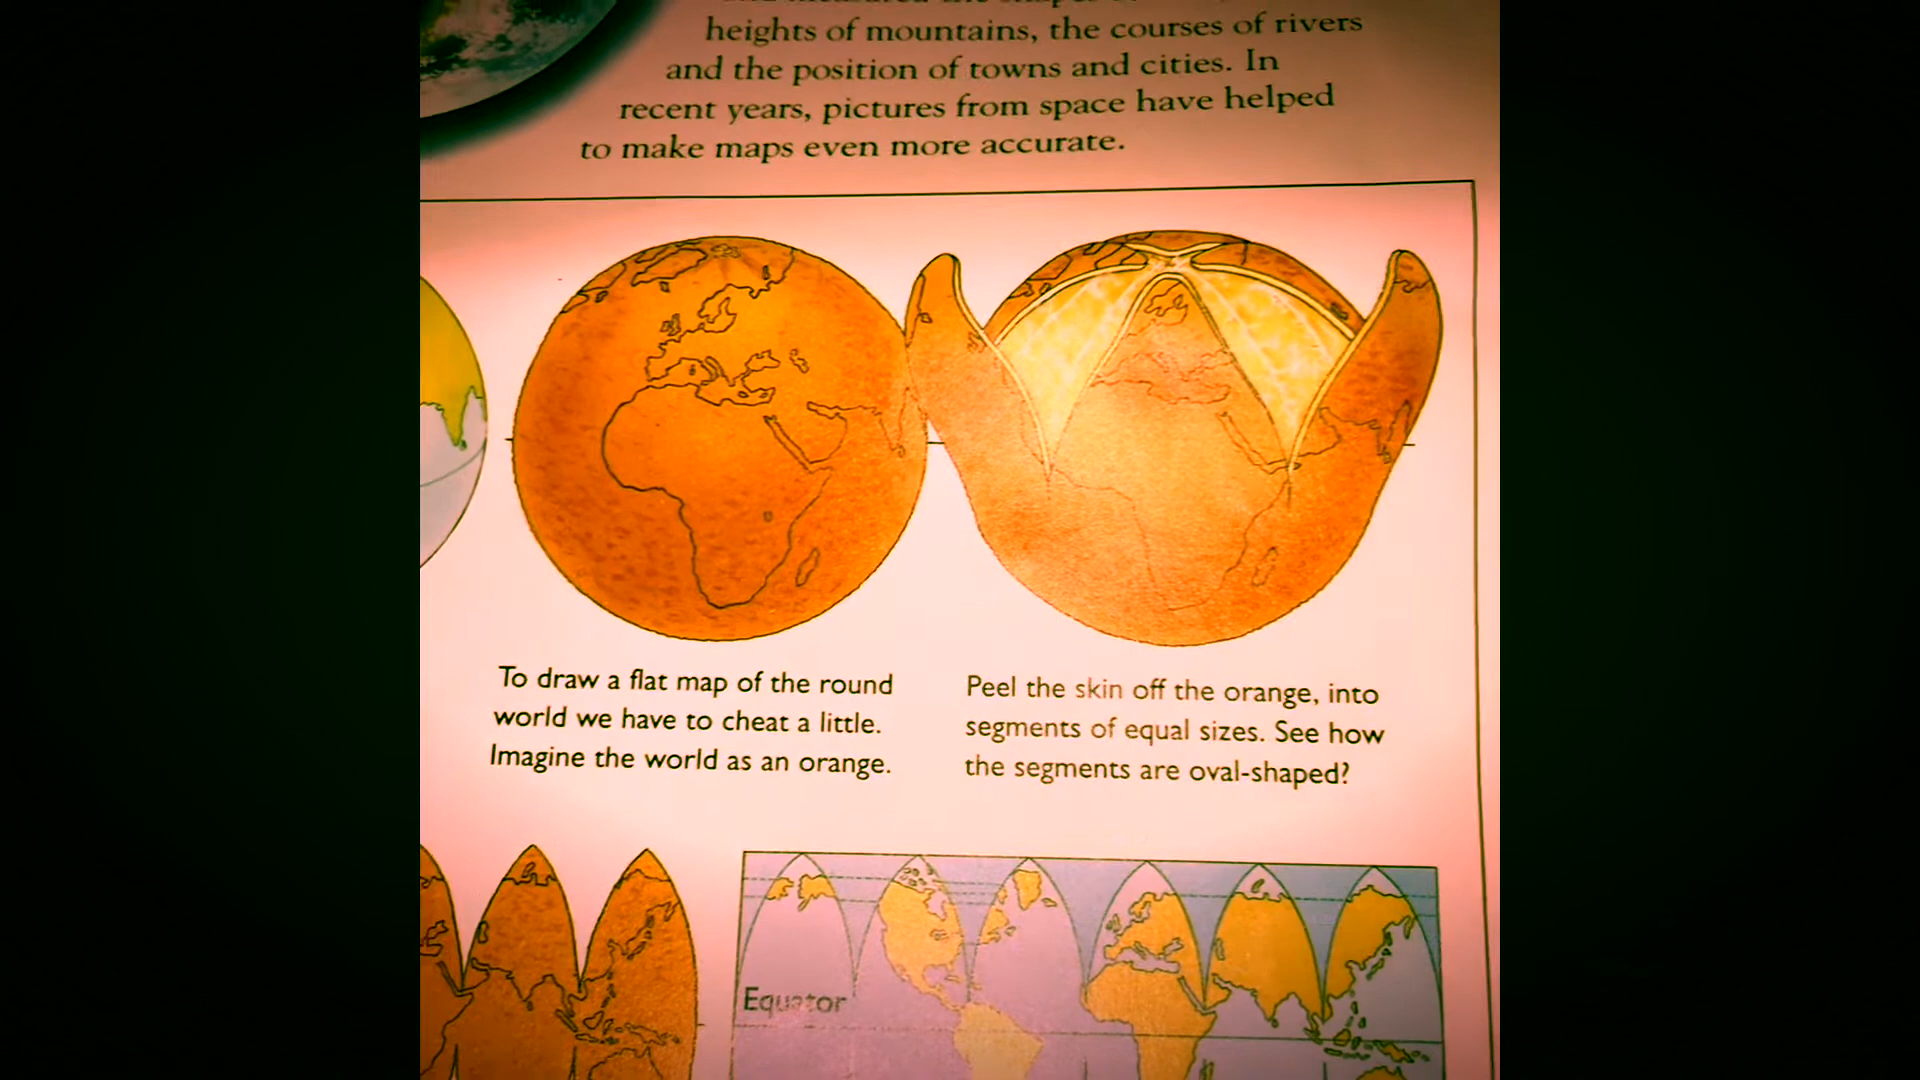 heights of mountains, the courses of rivers
and the position of towns and cities. In
recent years, pictures from space have helped
to make maps even more accurate.
To draw a flat map of the round
world we have to cheat a little.
Imagine the world as an orange.
Peel the skin off the orange, into
segments of equal sizes. See how
the segments are oval-shaped?
Equator